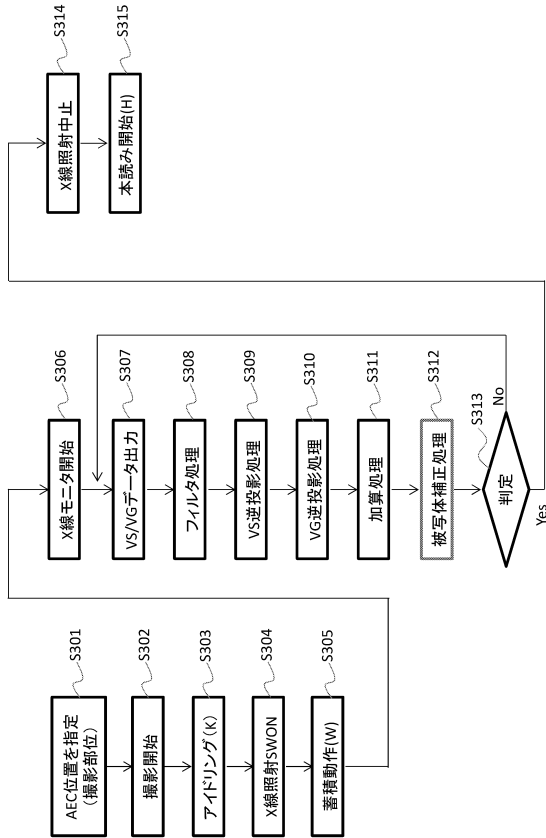 AEC位置を指定
(撮影部位)
S301
撮影開始
S302
アイドリング(K)
S303
X線照射SWON
S304
蓄積動作(W)
S305
X線モニタ開始
S306
VS/VGデータ出力
S307
フィルタ処理
S308
VS逆投影処理
S309
VG逆投影処理
S310
加算処理
S311
被写体補正処理
S312
判定
S313
No
Yes
X線照射中止
S314
本読み開始(H)
S315